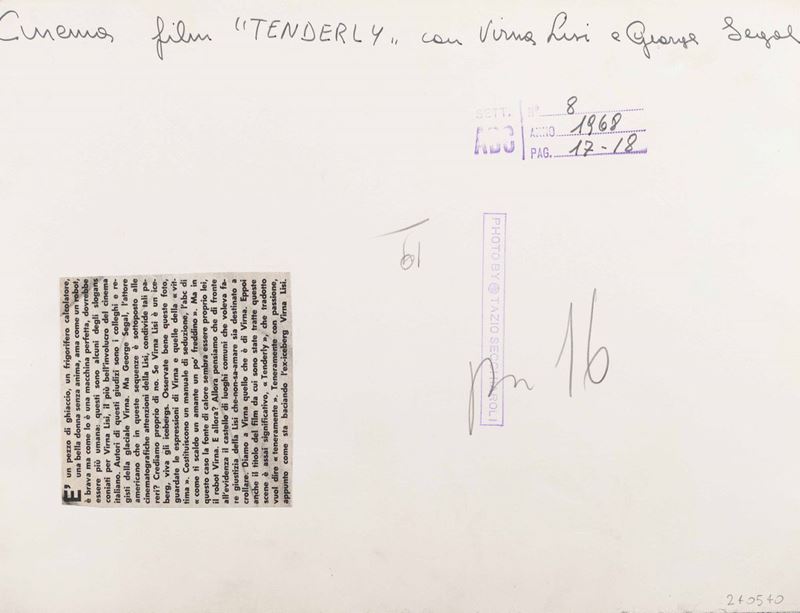 Cinema film "TENDERLY" con Virna Lisi e George Segal
SETT. N° 8
ABC ANNO 1968
PAG. 17-18
19
PHOTO BY TAZIO SECCHIAROLI
16
E' un pezzo di ghiaccio, un frigorifero calcolatore,
una bella donna senza anima, ama come un robot,
è brava ma come lo è una macchina perfetta, dovrebbe
essere più umana: questi sono alcuni degli slogans
coniati per Virna Lisi, il più bell'involucro del cinema
italiano. Autori di questi giudizi sono i colleghi e re-
gisti della glaciale Virna. Ma George Segal, l'attore
americano che in queste sequenze è sottoposto alle
cinematografiche attenzioni della Lisi, condivide tali pa-
reri? Crediamo proprio di no. Se Virna Lisi è un ice-
berg, viva gli icebergs. Osservate bene queste foto,
guardate le espressioni di Virna e quelle della « vit-
tima ». Costituiscono un manuale di seduzione, l'abc di
« come ti scaldo un amante un po' freddino ». Ma in
questo caso la fonte di calore sembra essere proprio lei,
il robot Virna. E allora? Allora pensiamo che di fronte
all'evidenza il castello di luoghi comuni che voleva fa-
re giustizia della Lisi che-non-sa-amare sia destinato a
crollare. Diamo a Virna quello che è di Virna. Eppoi
anche il titolo del film da cui sono state tratte queste
scene è assai significativo, « Tenderly », che tradotto
vuol dire « teneramente ». Teneramente con passione,
appunto come sta baciando l'ex-iceberg Virna Lisi.
240540